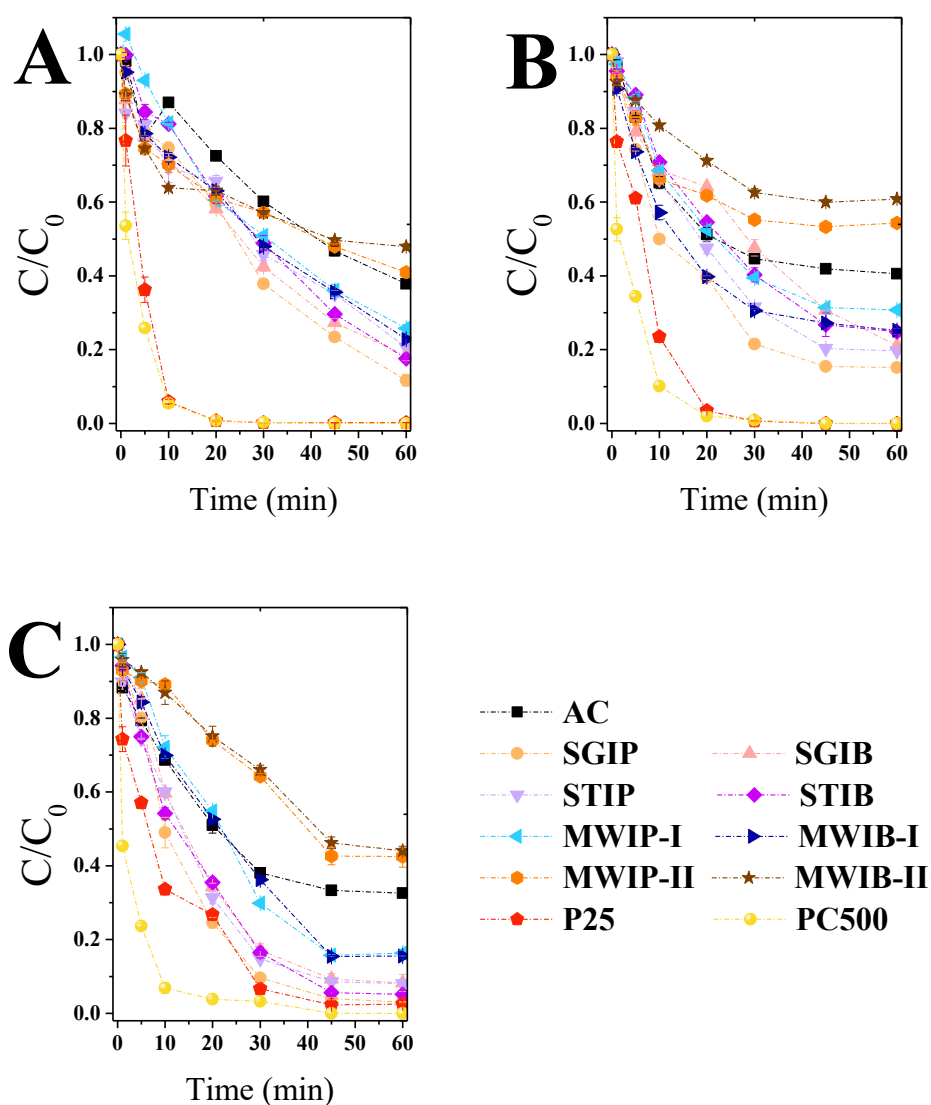 A
B
C/C0
1.0
0.8
0.6
0.4
0.2
0.0
0 10 20 30 40 50 60
Time (min)
C/C0
1.0
0.8
0.6
0.4
0.2
0.0
0 10 20 30 40 50 60
Time (min)
C
C/C0
1.0
0.8
0.6
0.4
0.2
0.0
0 10 20 30 40 50 60
Time (min)
AC
SGIP SGIB
STIP STIB
MWIP-I MWIB-I
MWIP-II MWIB-II
P25 PC500